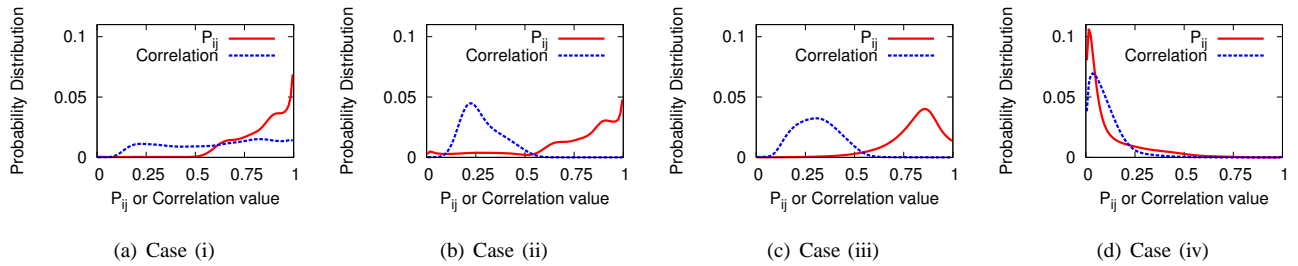 Probability Distribution
0.1
0.05
0
P_ij
Correlation
0 0.25 0.5 0.75 1
P_ij or Correlation value
(a) Case (i)
Probability Distribution
0.1
0.05
0
P_ij
Correlation
0 0.25 0.5 0.75 1
P_ij or Correlation value
(b) Case (ii)
Probability Distribution
0.1
0.05
0
P_ij
Correlation
0 0.25 0.5 0.75 1
P_ij or Correlation value
(c) Case (iii)
Probability Distribution
0.1
0.05
0
P_ij
Correlation
0 0.25 0.5 0.75 1
P_ij or Correlation value
(d) Case (iv)